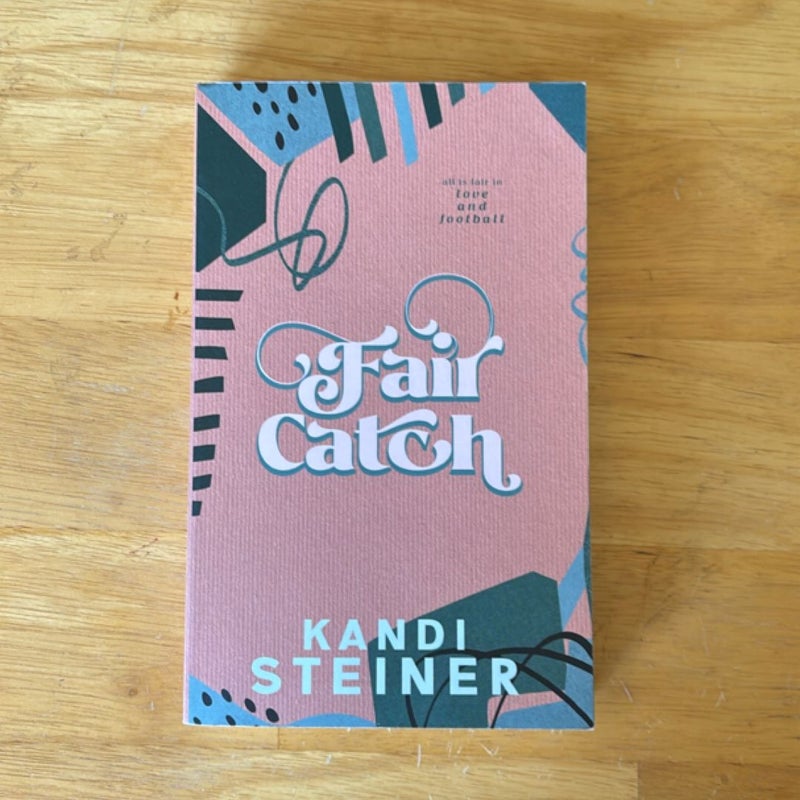 all is fair in
love
and
football
Fair
Catch
KANDI
STEINER